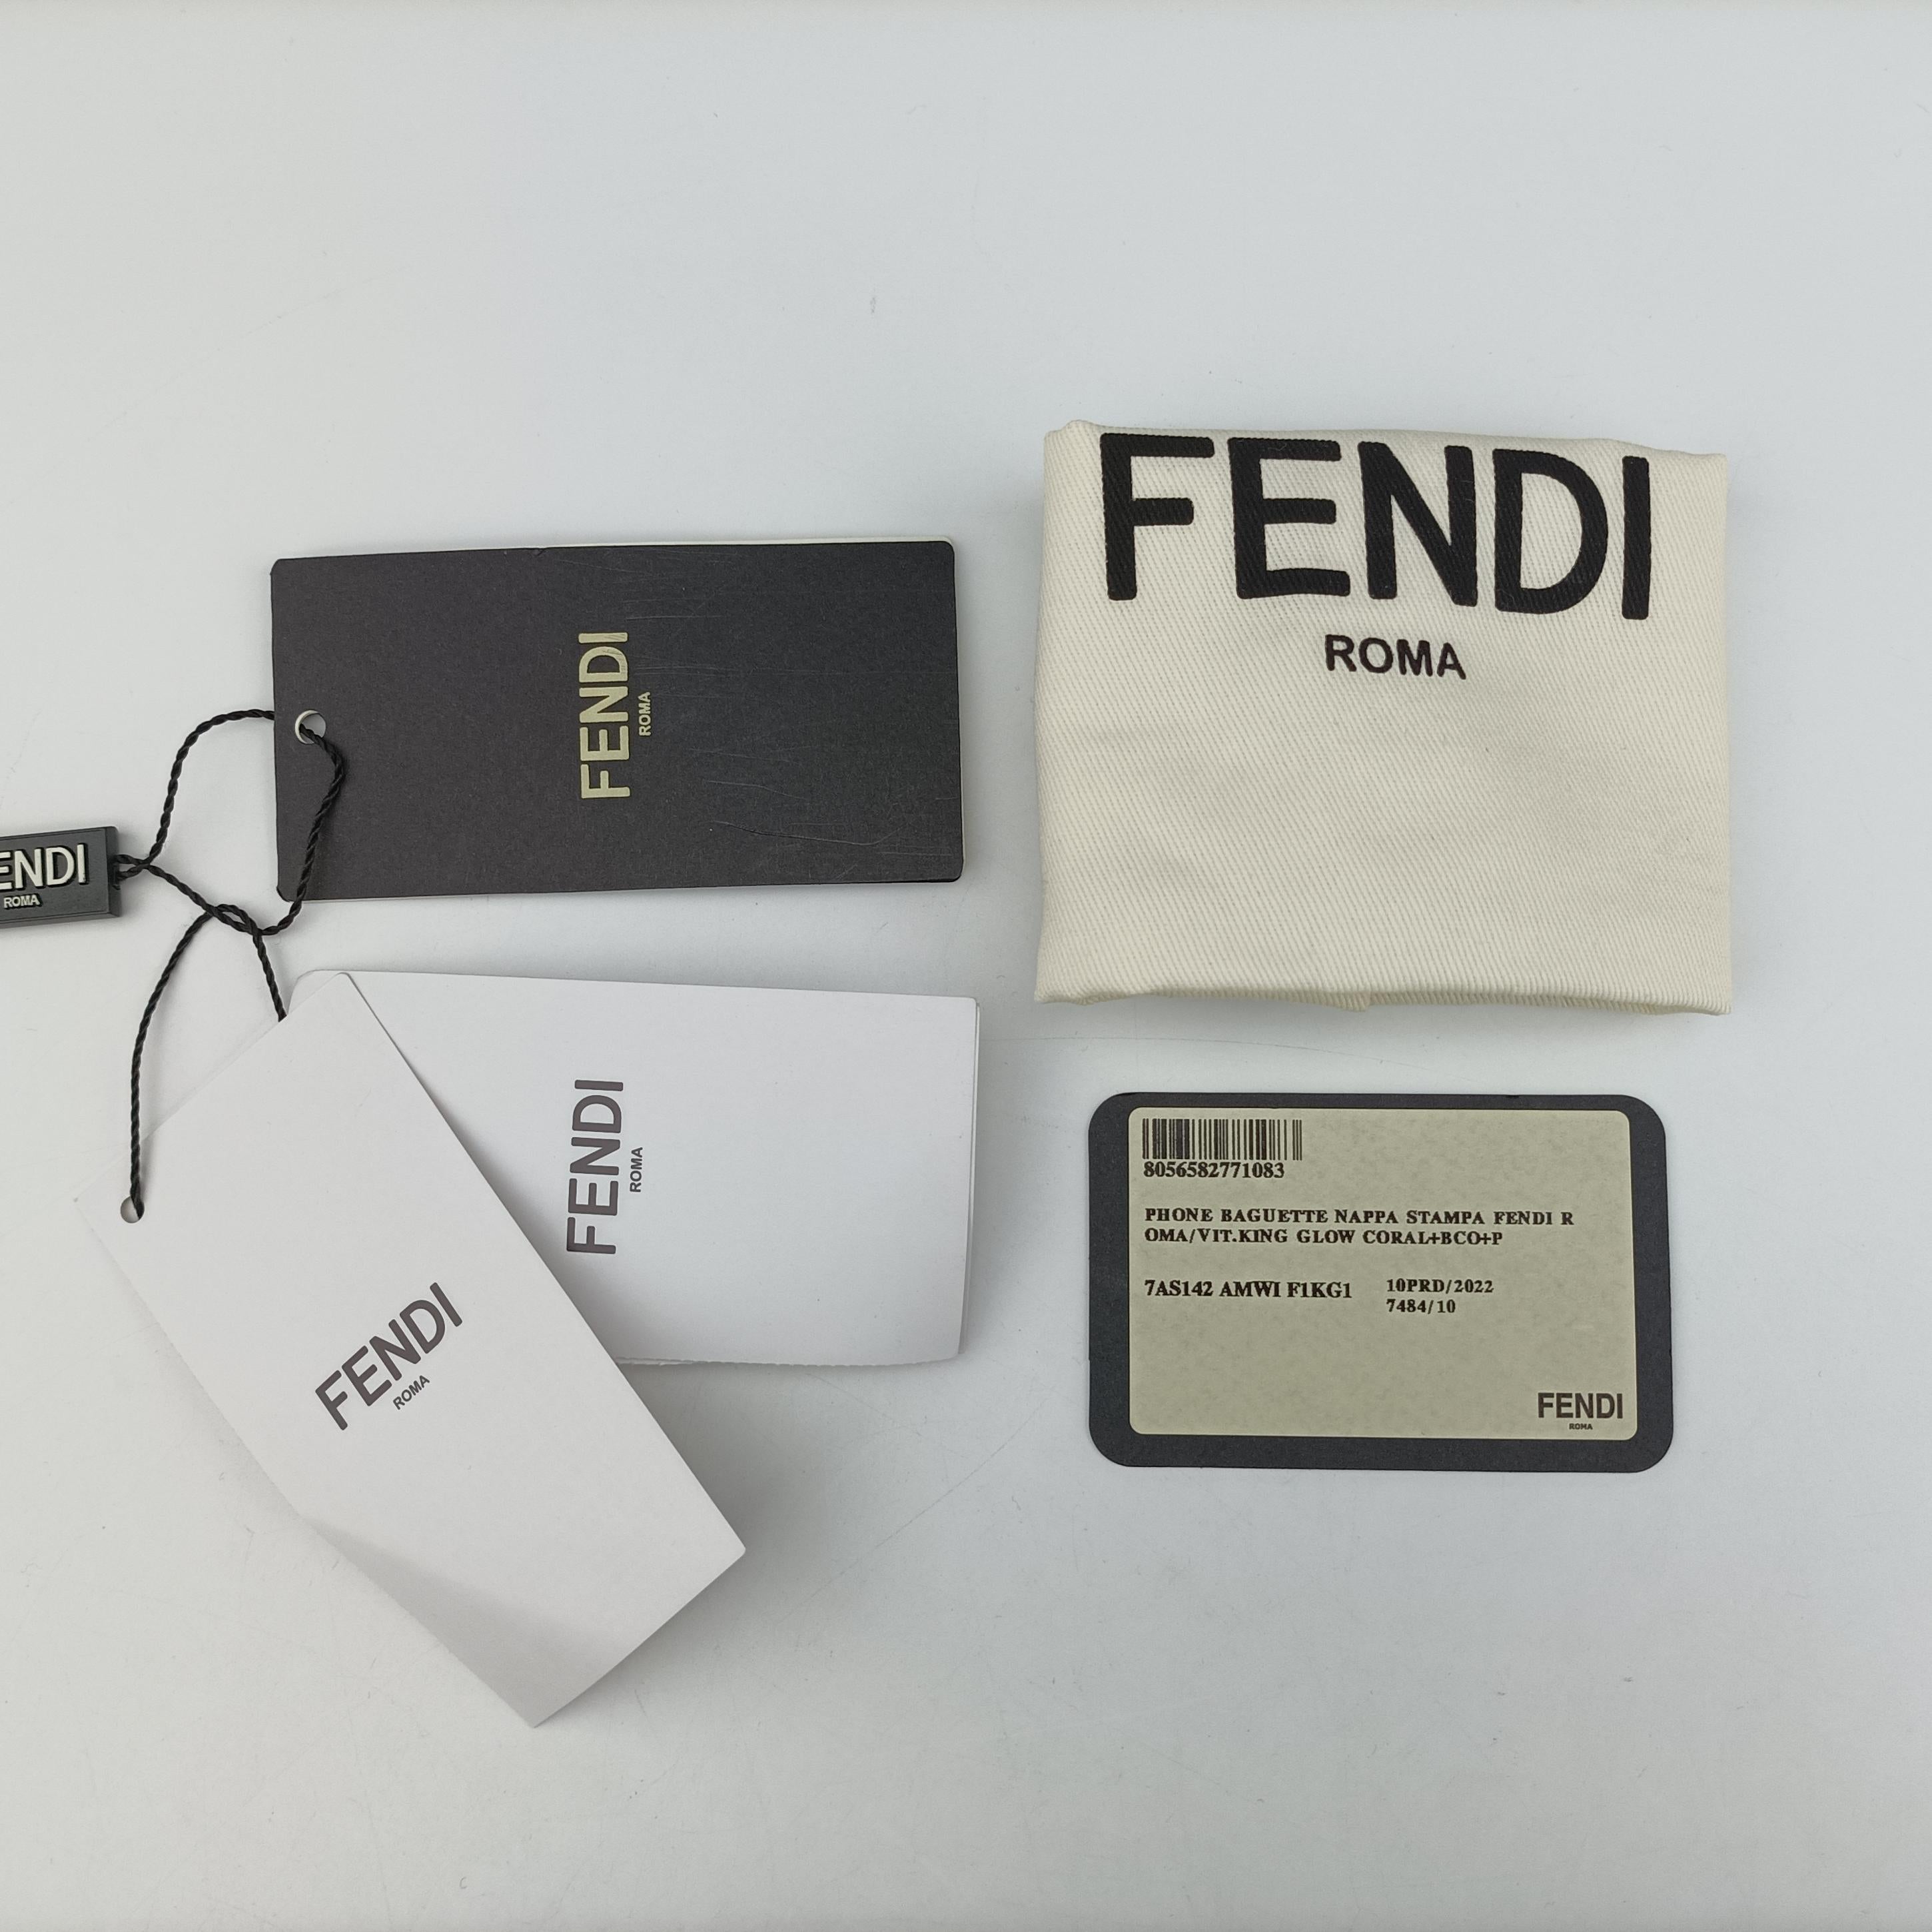 FENDI
ROMA
FENDI
ROMA
ENDI
ROMA
FENDI
ROMA
FENDI
ROMA
8056582771083
PHONE BAGUETTE NAPPA STAMPA FENDI R
OMA/VIT.KING GLOW CORAL+BCO+P
7AS142 AMWI F1KG1
10PRD/2022
7484/10
FENDI
ROMA